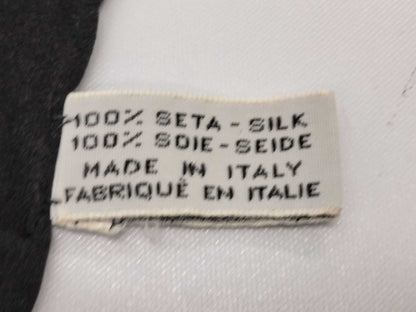 100% SETA - SILK
100% SOIE-SEIDE
MADE IN ITALY
FABRIQUÉ EN ITALIE